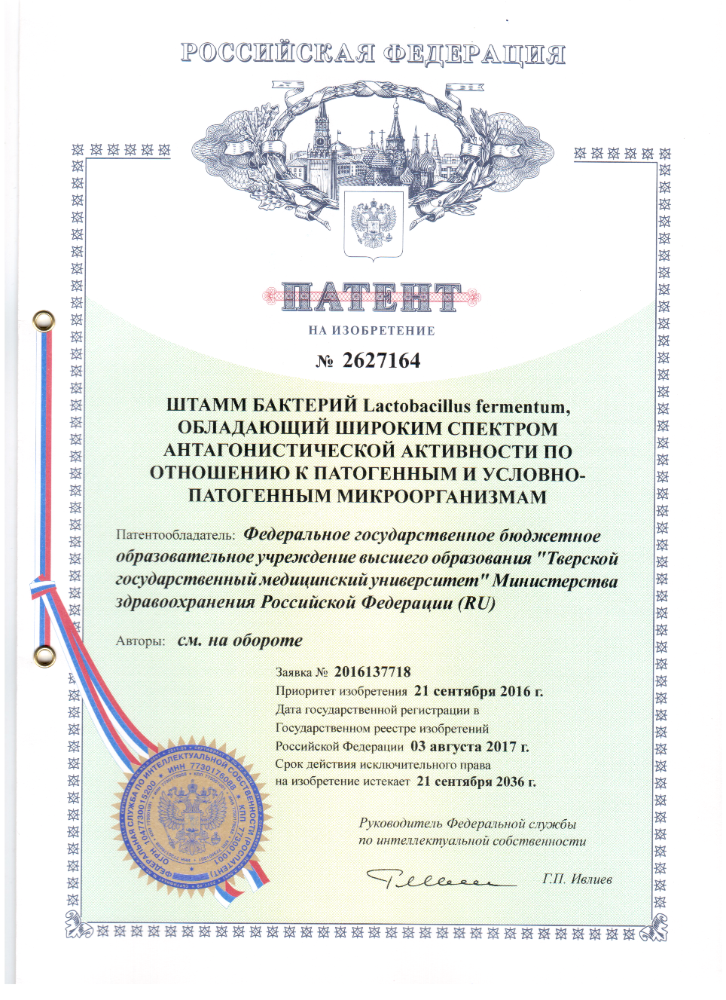 РОССИЙСКАЯ ФЕДЕРАЦИЯ
ПАТЕНТ
НА ИЗОБРЕТЕНИЕ
№ 2627164
ШТАММ БАКТЕРИЙ Lactobacillus fermentum,
ОБЛАДАЮЩИЙ ШИРОКИМ СПЕКТРОМ
АНТАГОНИСТИЧЕСКОЙ АКТИВНОСТИ ПО
ОТНОШЕНИЮ К ПАТОГЕННЫМ И УСЛОВНО-
ПАТОГЕННЫМ МИКРООРГАНИЗМАМ
Патентообладатель: Федеральное государственное бюджетное
образовательное учреждение высшего образования "Тверской
государственный медицинский университет" Министерства
здравоохранения Российской Федерации (RU)
Авторы: см. на обороте
Заявка № 2016137718
Приоритет изобретения 21 сентября 2016 г.
Дата государственной регистрации в
Государственном реестре изобретений
Российской Федерации 03 августа 2017 г.
Срок действия исключительного права
на изобретение истекает 21 сентября 2036 г.
Руководитель Федеральной службы
по интеллектуальной собственности
Г.П. Ивлиев
ФЕДЕРАЛЬНАЯ СЛУЖБА ПО ИНТЕЛЛЕКТУАЛЬНОЙ СОБСТВЕННОСТИ (РОСПАТЕНТ)
ОГРН 1047730015200 * ИНН 7730176088 * КПП 773001001